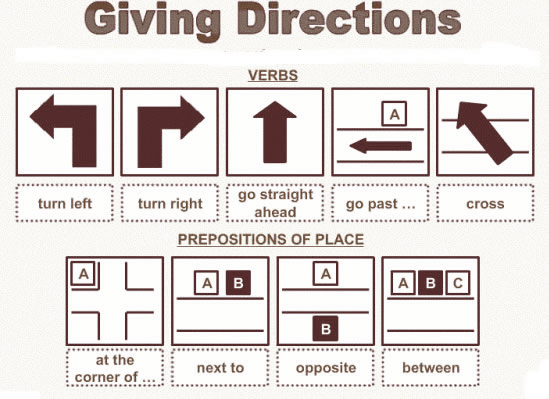 Giving Directions
VERBS
A
turn left
turn right
go straight
ahead
go past ...
cross
PREPOSITIONS OF PLACE
A
A B
A
B
A B C
at the
corner of ...
next to
opposite
between